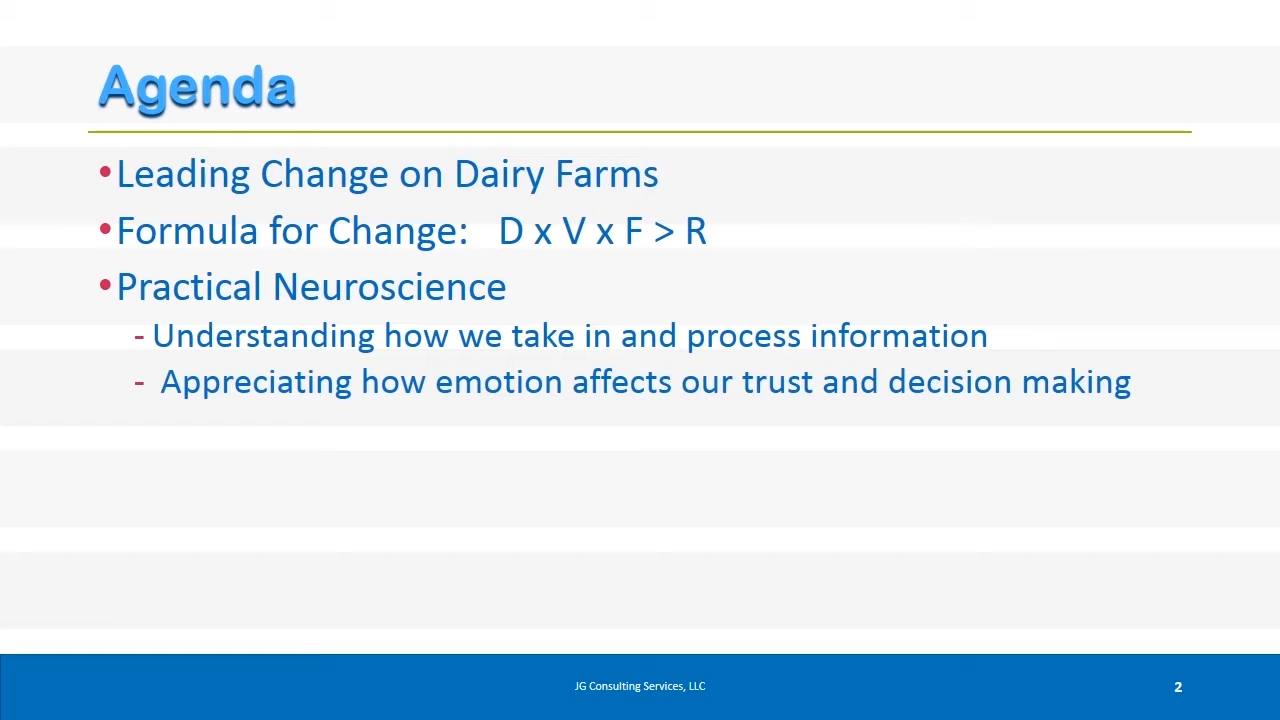 Agenda
•Leading Change on Dairy Farms
•Formula for Change: D x V x F > R
•Practical Neuroscience
- Understanding how we take in and process information
- Appreciating how emotion affects our trust and decision making
JG Consulting Services, LLC
2